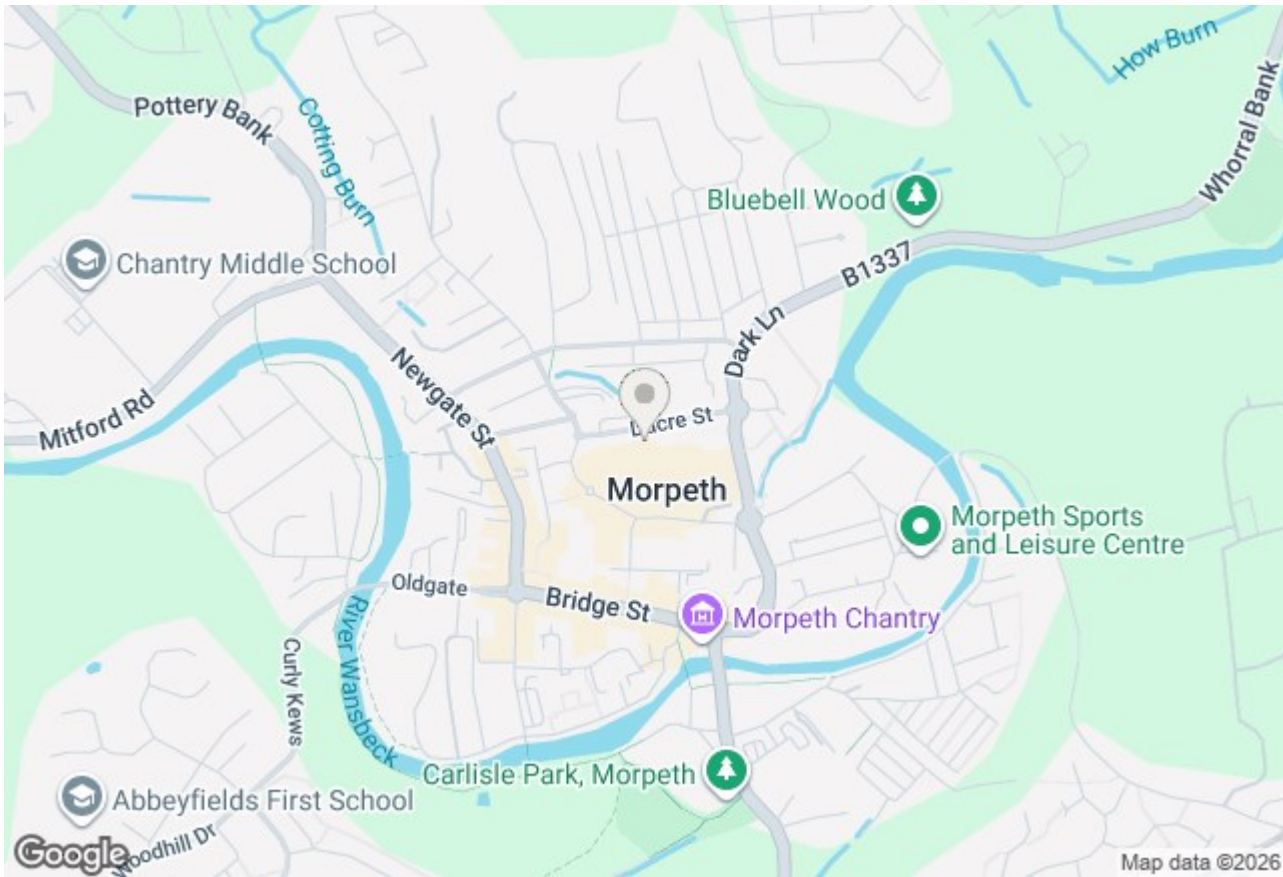 How Burn
Pottery Bank
Cotting Burn
Whorral Bank
Bluebell Wood
Chantry Middle School
B1337
Dark Ln
Newgate St
Mitford Rd
Dacre St
Morpeth
Morpeth Sports
and Leisure Centre
Oldgate
Bridge St
Morpeth Chantry
River Wansbeck
Curly Kews
Carlisle Park, Morpeth
Abbeyfields First School
Woodhill Dr
Google
Map data ©2026